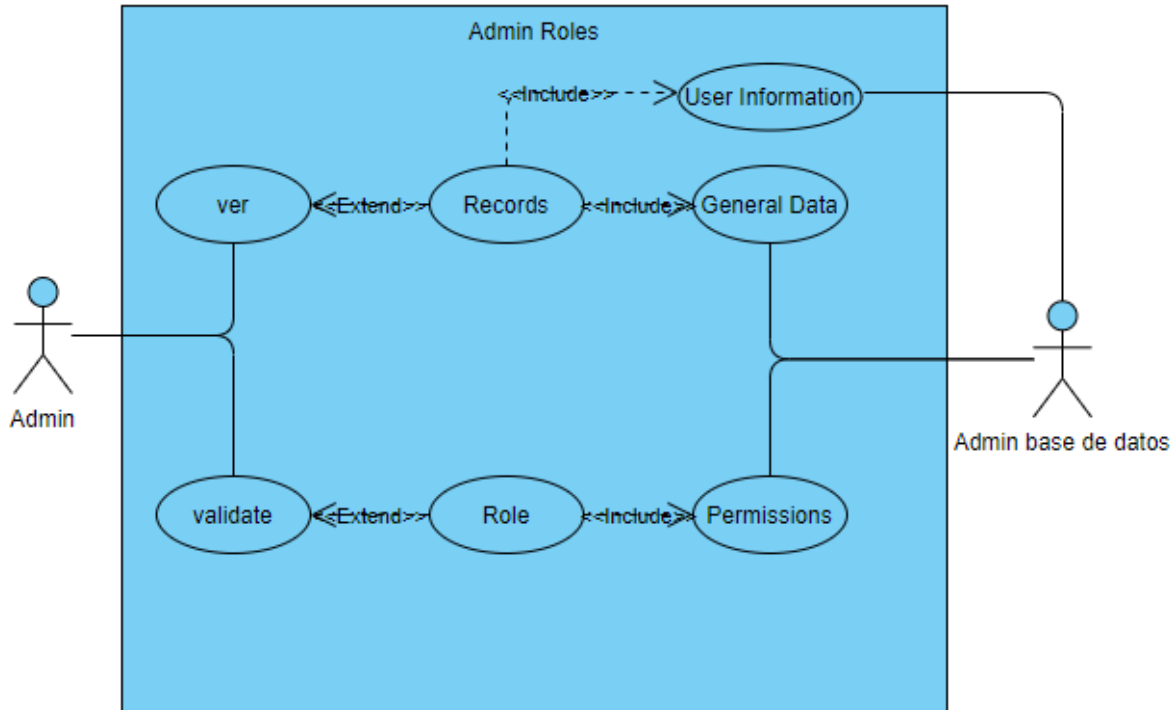 Admin Roles
<<Include>>
User Information
ver
<<Extend>>
Records
<<Include>>
General Data
Admin
Admin base de datos
validate
<<Extend>>
Role
<<Include>>
Permissions